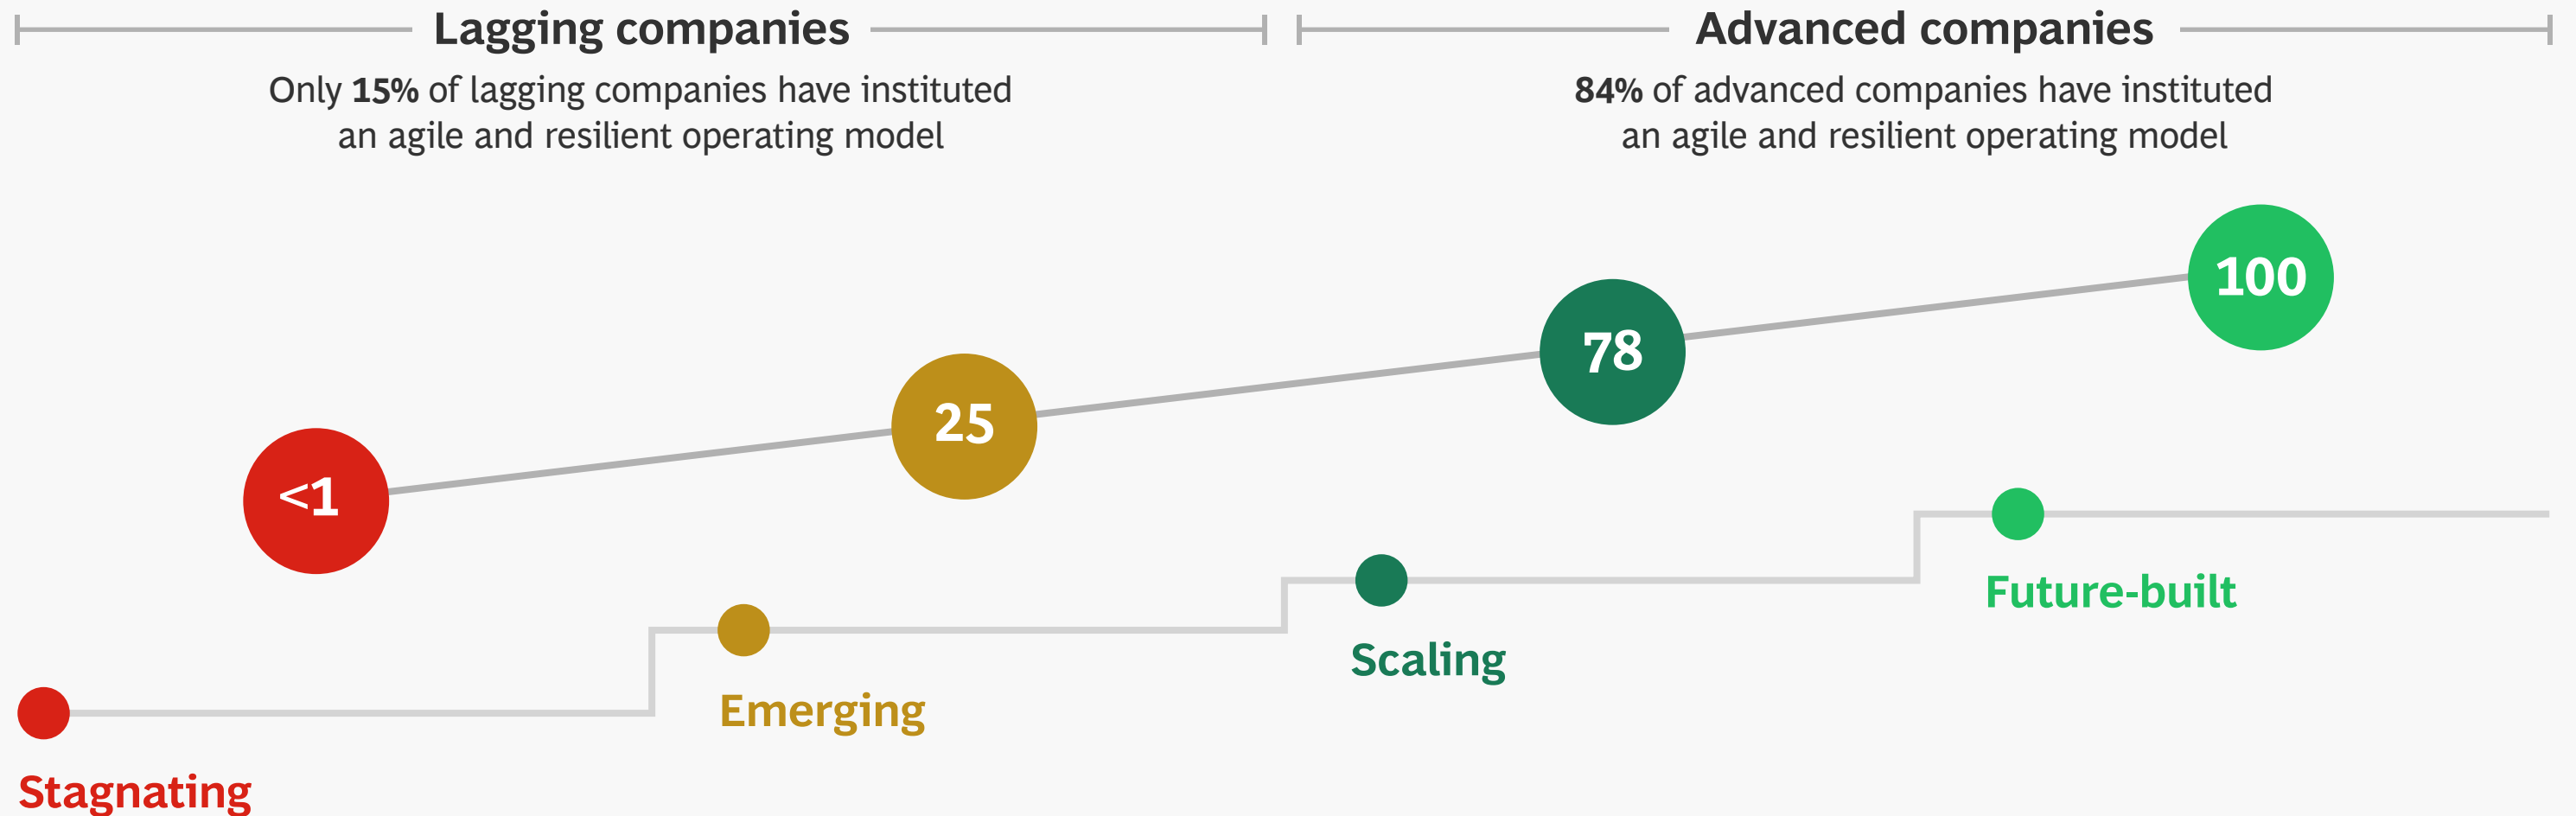 Lagging companies
Only 15% of lagging companies have instituted
an agile and resilient operating model
Advanced companies
84% of advanced companies have instituted
an agile and resilient operating model
<1
25
78
100
Stagnating
Emerging
Scaling
Future-built